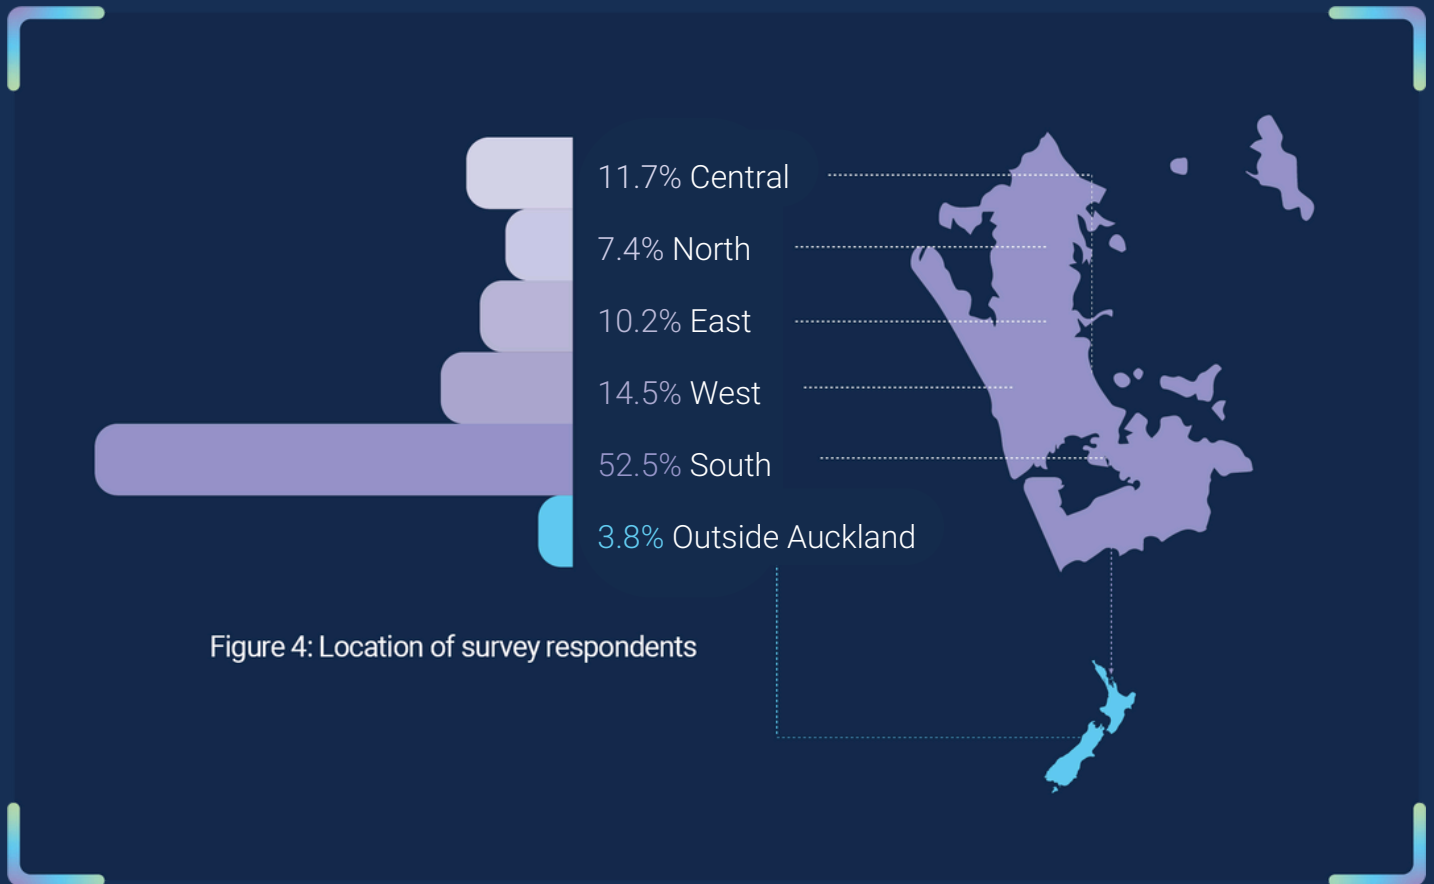 11.7% Central
7.4% North
10.2% East
14.5% West
52.5% South
3.8% Outside Auckland
Figure 4: Location of survey respondents